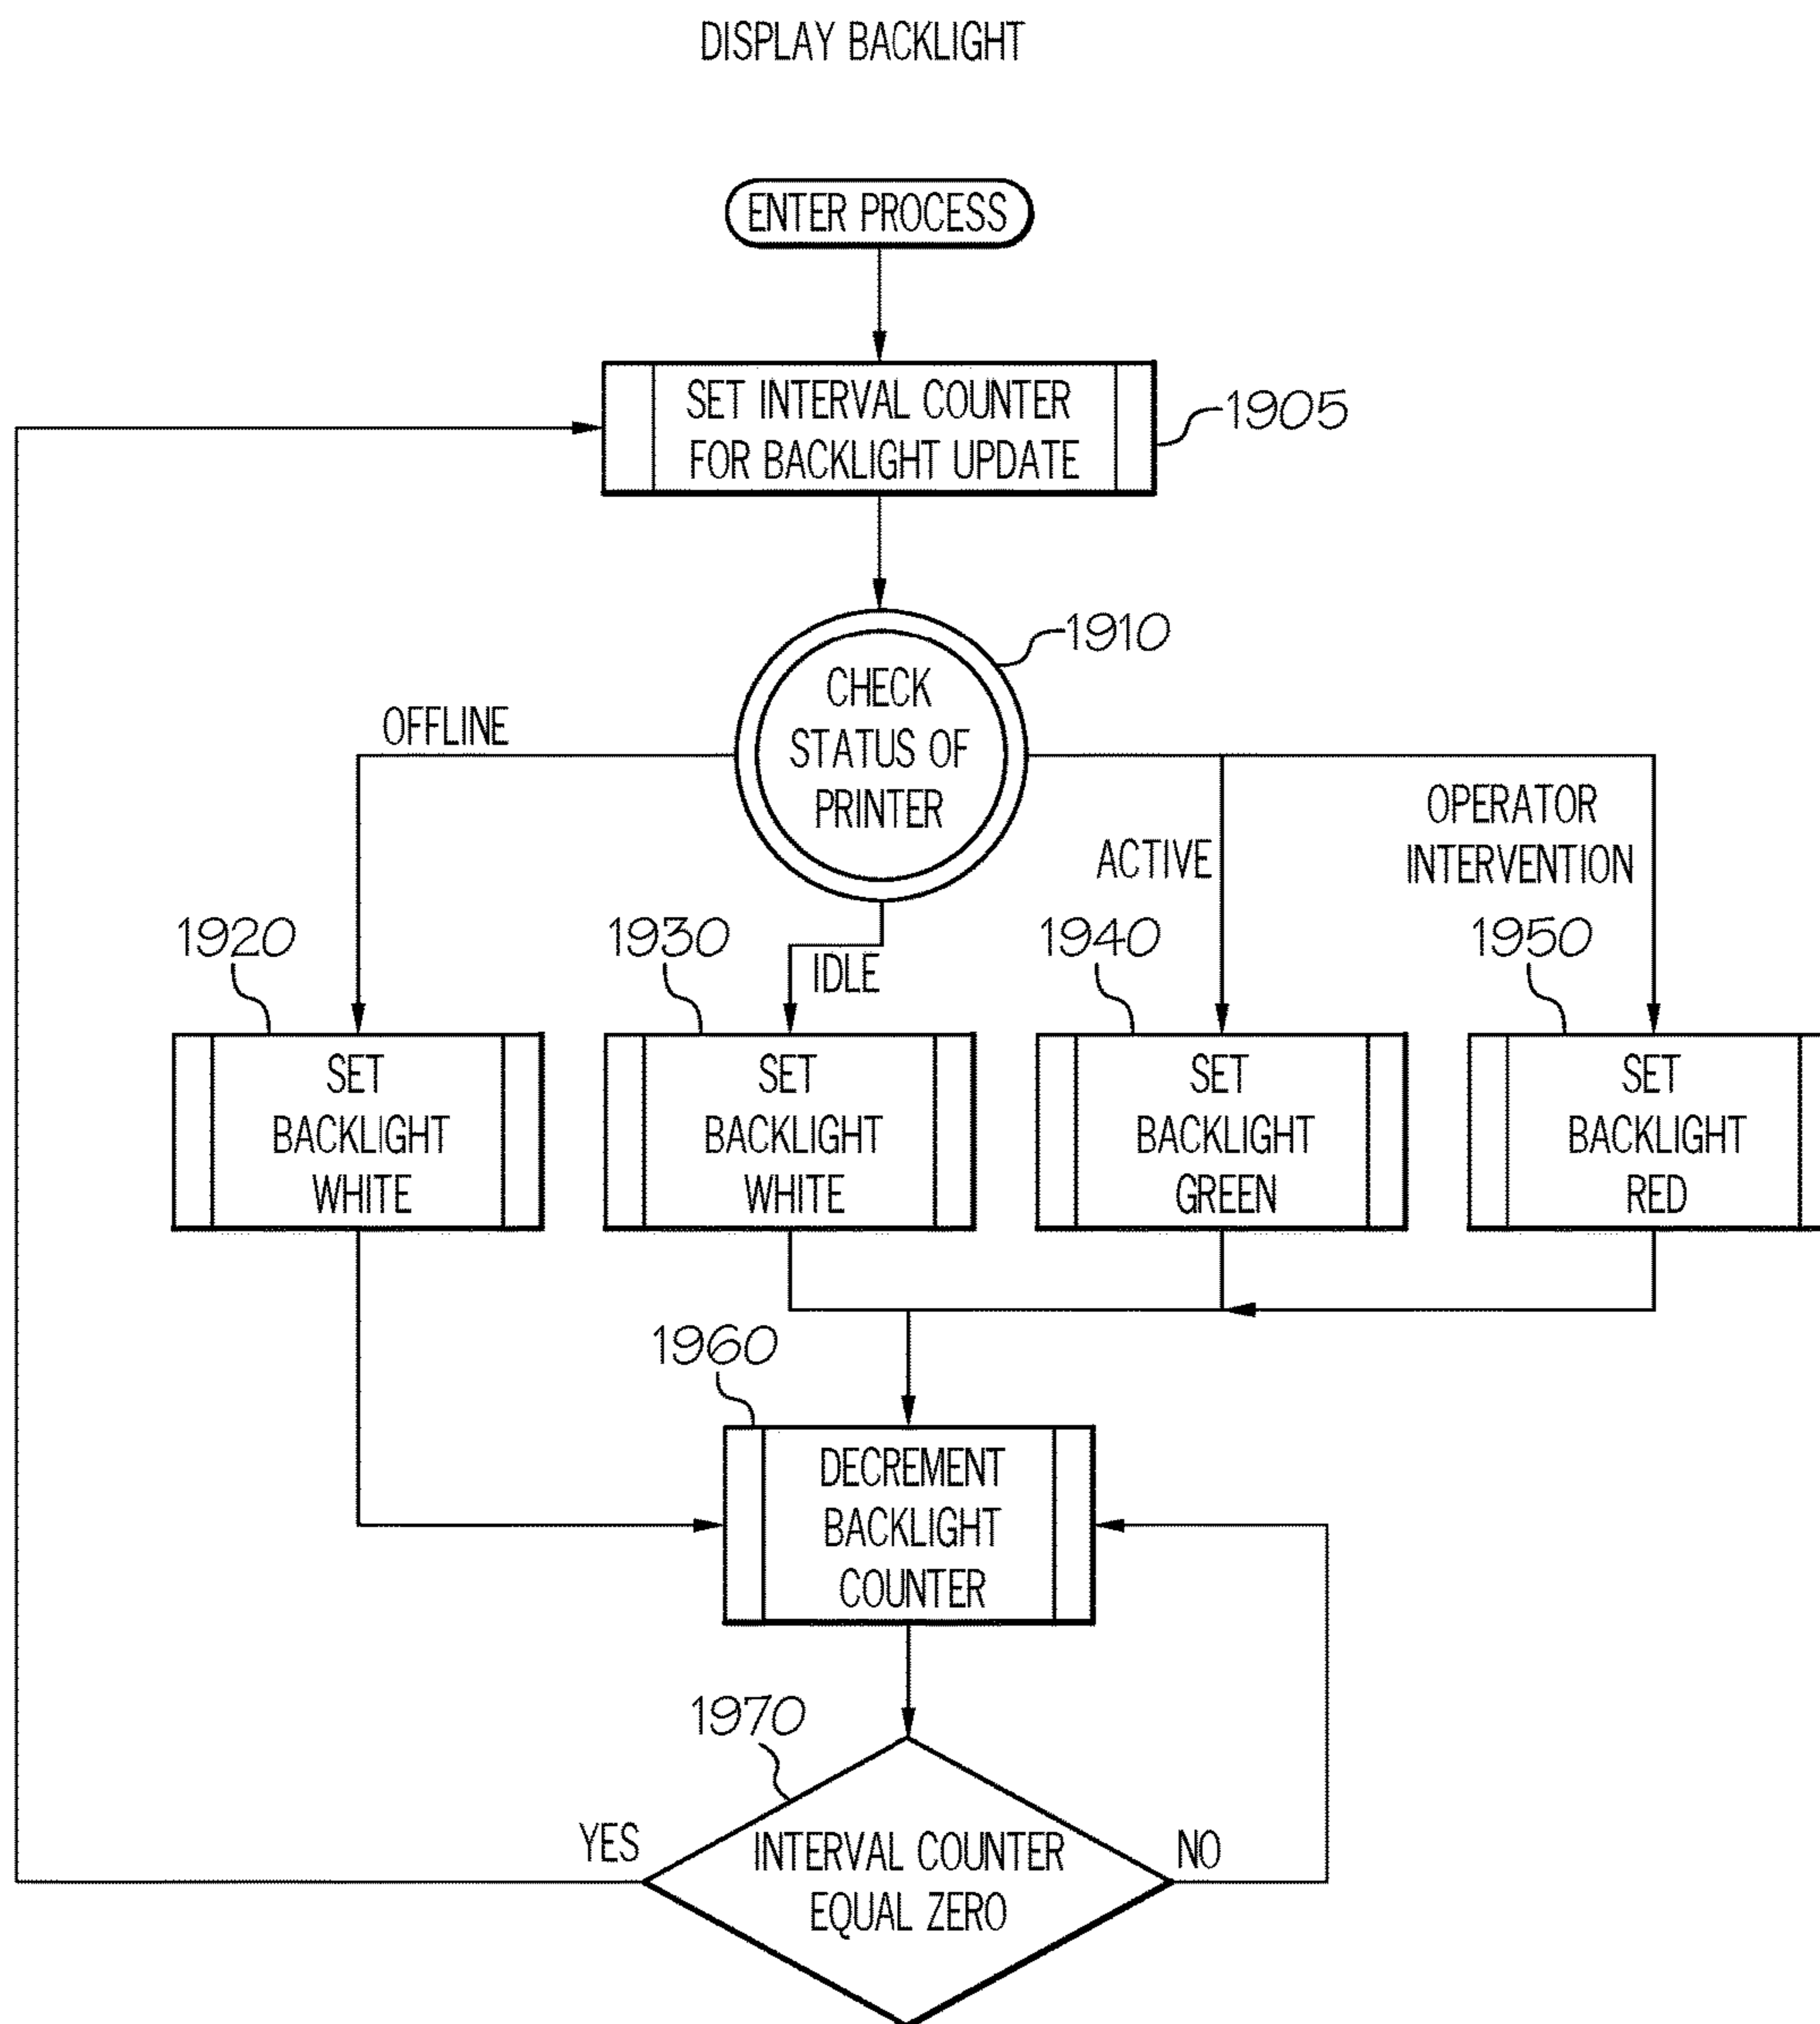 DISPLAY BACKLIGHT
ENTER PROCESS
SET INTERVAL COUNTER
FOR BACKLIGHT UPDATE
1905
1910
CHECK
STATUS OF
PRINTER
OFFLINE
IDLE
ACTIVE
OPERATOR
INTERVENTION
1920
SET
BACKLIGHT
WHITE
1930
SET
BACKLIGHT
WHITE
1940
SET
BACKLIGHT
GREEN
1950
SET
BACKLIGHT
RED
1960
DECREMENT
BACKLIGHT
COUNTER
1970
INTERVAL COUNTER
EQUAL ZERO
YES
NO